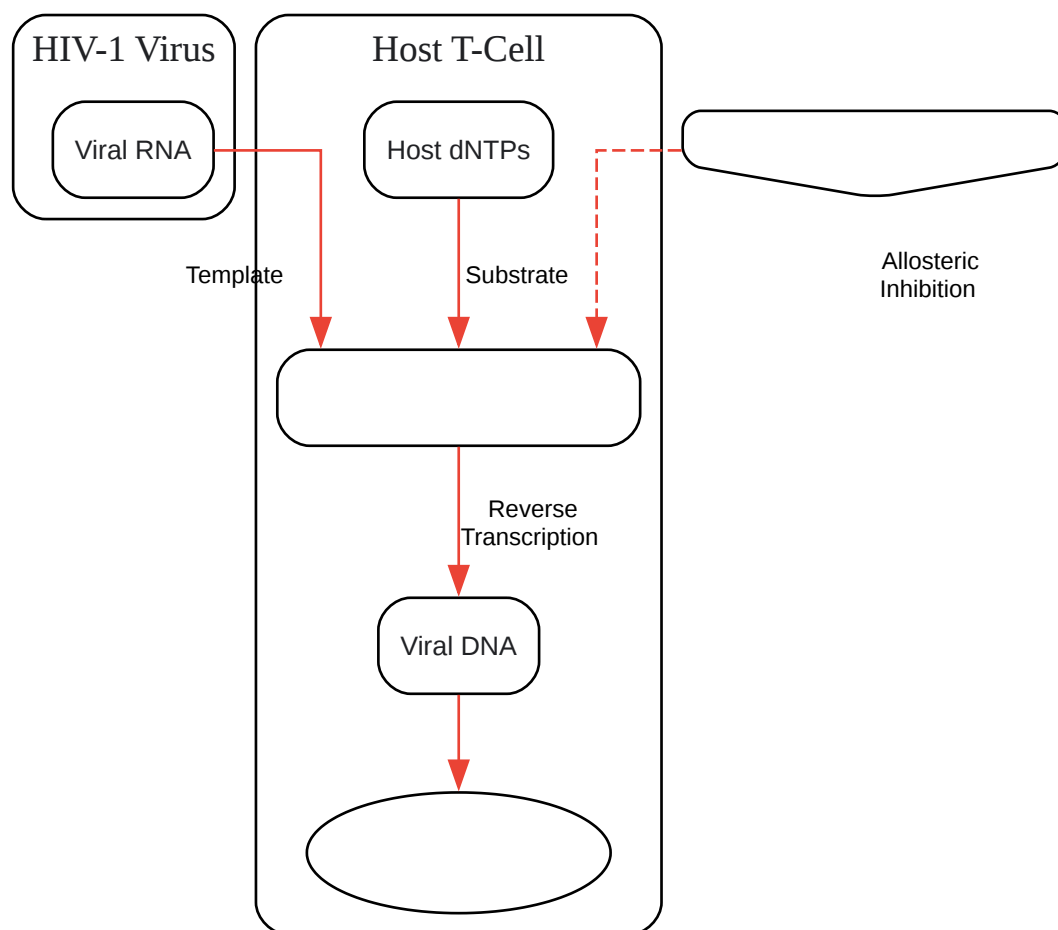 HIV-1 Virus
Host T-Cell
Viral RNA
Host dNTPs
Template
Substrate
Allosteric
Inhibition
Reverse
Transcription
Viral DNA